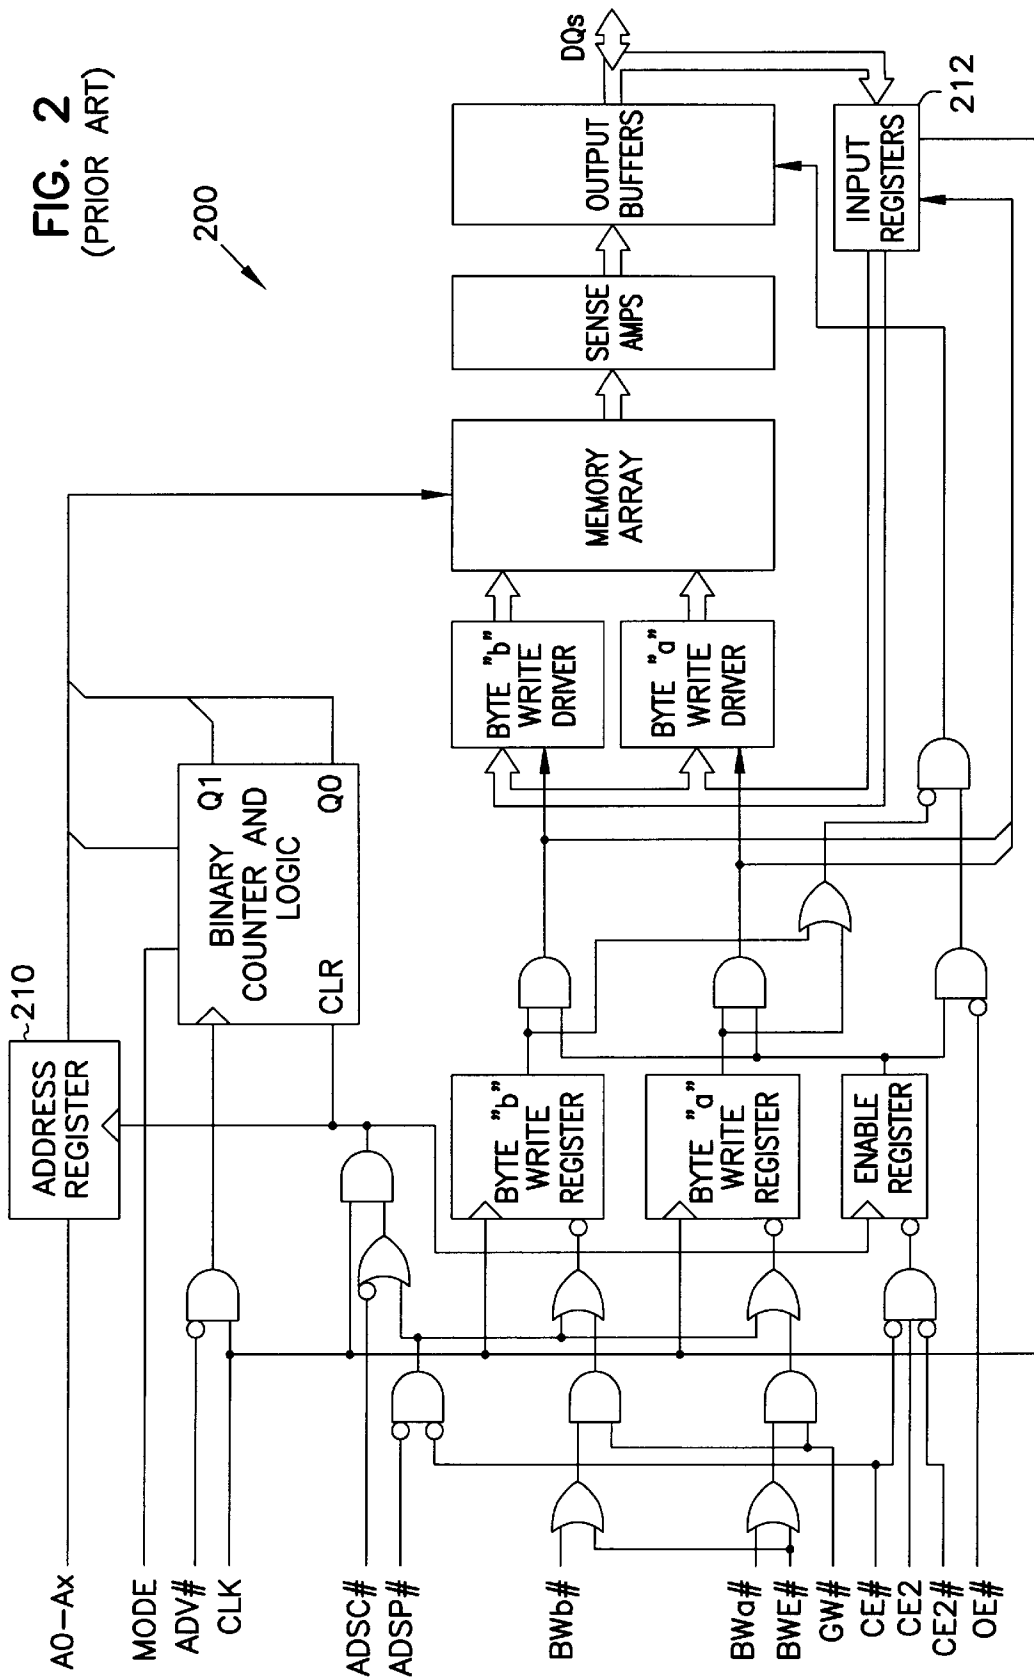 FIG. 2
(PRIOR ART)
200
A0-Ax
MODE
ADV#
CLK
ADSC#
ADSP#
BWb#
BWa#
BWE#
GW#
CE#
CE2
CE2#
OE#
ADDRESS
REGISTER
210
BINARY
COUNTER AND
LOGIC
CLR
Q1
Q0
BYTE "b"
WRITE
REGISTER
BYTE "a"
WRITE
REGISTER
ENABLE
REGISTER
BYTE "b"
WRITE
DRIVER
BYTE "a"
WRITE
DRIVER
MEMORY
ARRAY
SENSE
AMPS
OUTPUT
BUFFERS
DQs
INPUT
REGISTERS
212